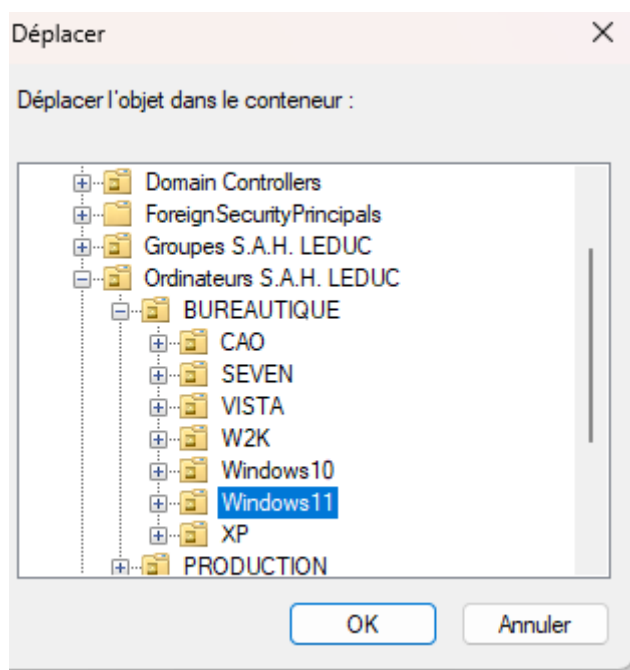 Déplacer
Déplacer l'objet dans le conteneur :
Domain Controllers
ForeignSecurityPrincipals
Groupes S.A.H. LEDUC
Ordinateurs S.A.H. LEDUC
BUREAUTIQUE
CAO
SEVEN
VISTA
W2K
Windows10
Windows11
XP
PRODUCTION
OK Annuler